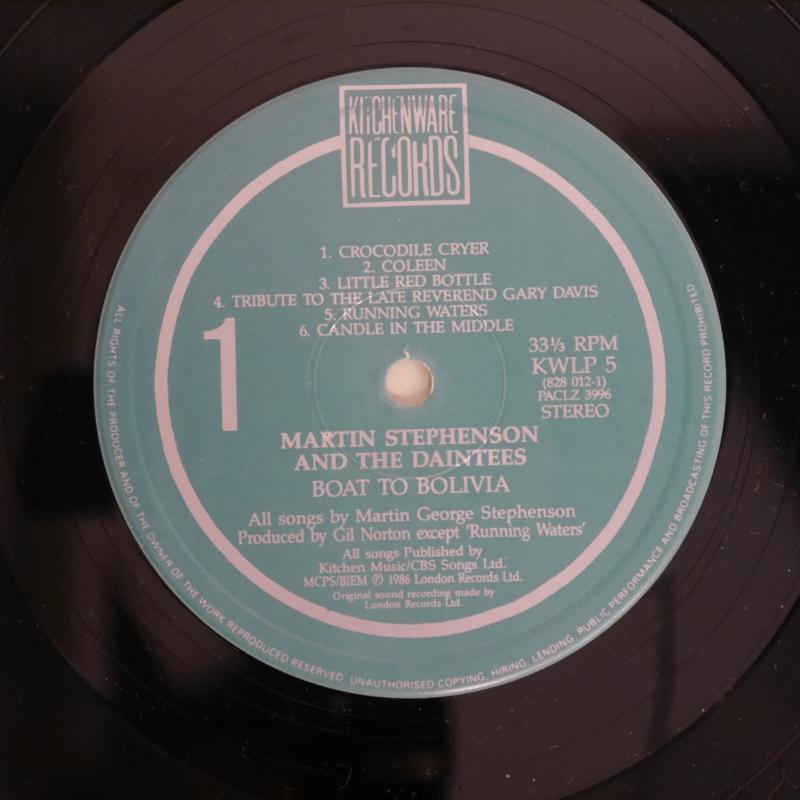 KITCHENWARE
RECORDS
1. CROCODILE CRYER
2. COLEEN
3. LITTLE RED BOTTLE
4. TRIBUTE TO THE LATE REVEREND GARY DAVIS
5. RUNNING WATERS
6. CANDLE IN THE MIDDLE
1
33⅓ RPM
KWLP 5
(828 012-1)
PACLZ 3996
STEREO
MARTIN STEPHENSON
AND THE DAINTEES
BOAT TO BOLIVIA
All songs by Martin George Stephenson
Produced by Gil Norton except 'Running Waters'
All songs Published by
Kitchen Music/CBS Songs Ltd.
MCPS/BIEM ℗ 1986 London Records Ltd.
Original sound recording made by
London Records Ltd.
ALL RIGHTS OF THE PRODUCER AND OF THE OWNER OF THE WORK REPRODUCED RESERVED. UNAUTHORISED COPYING, HIRING, LENDING, PUBLIC PERFORMANCE AND BROADCASTING OF THIS RECORD PROHIBITED